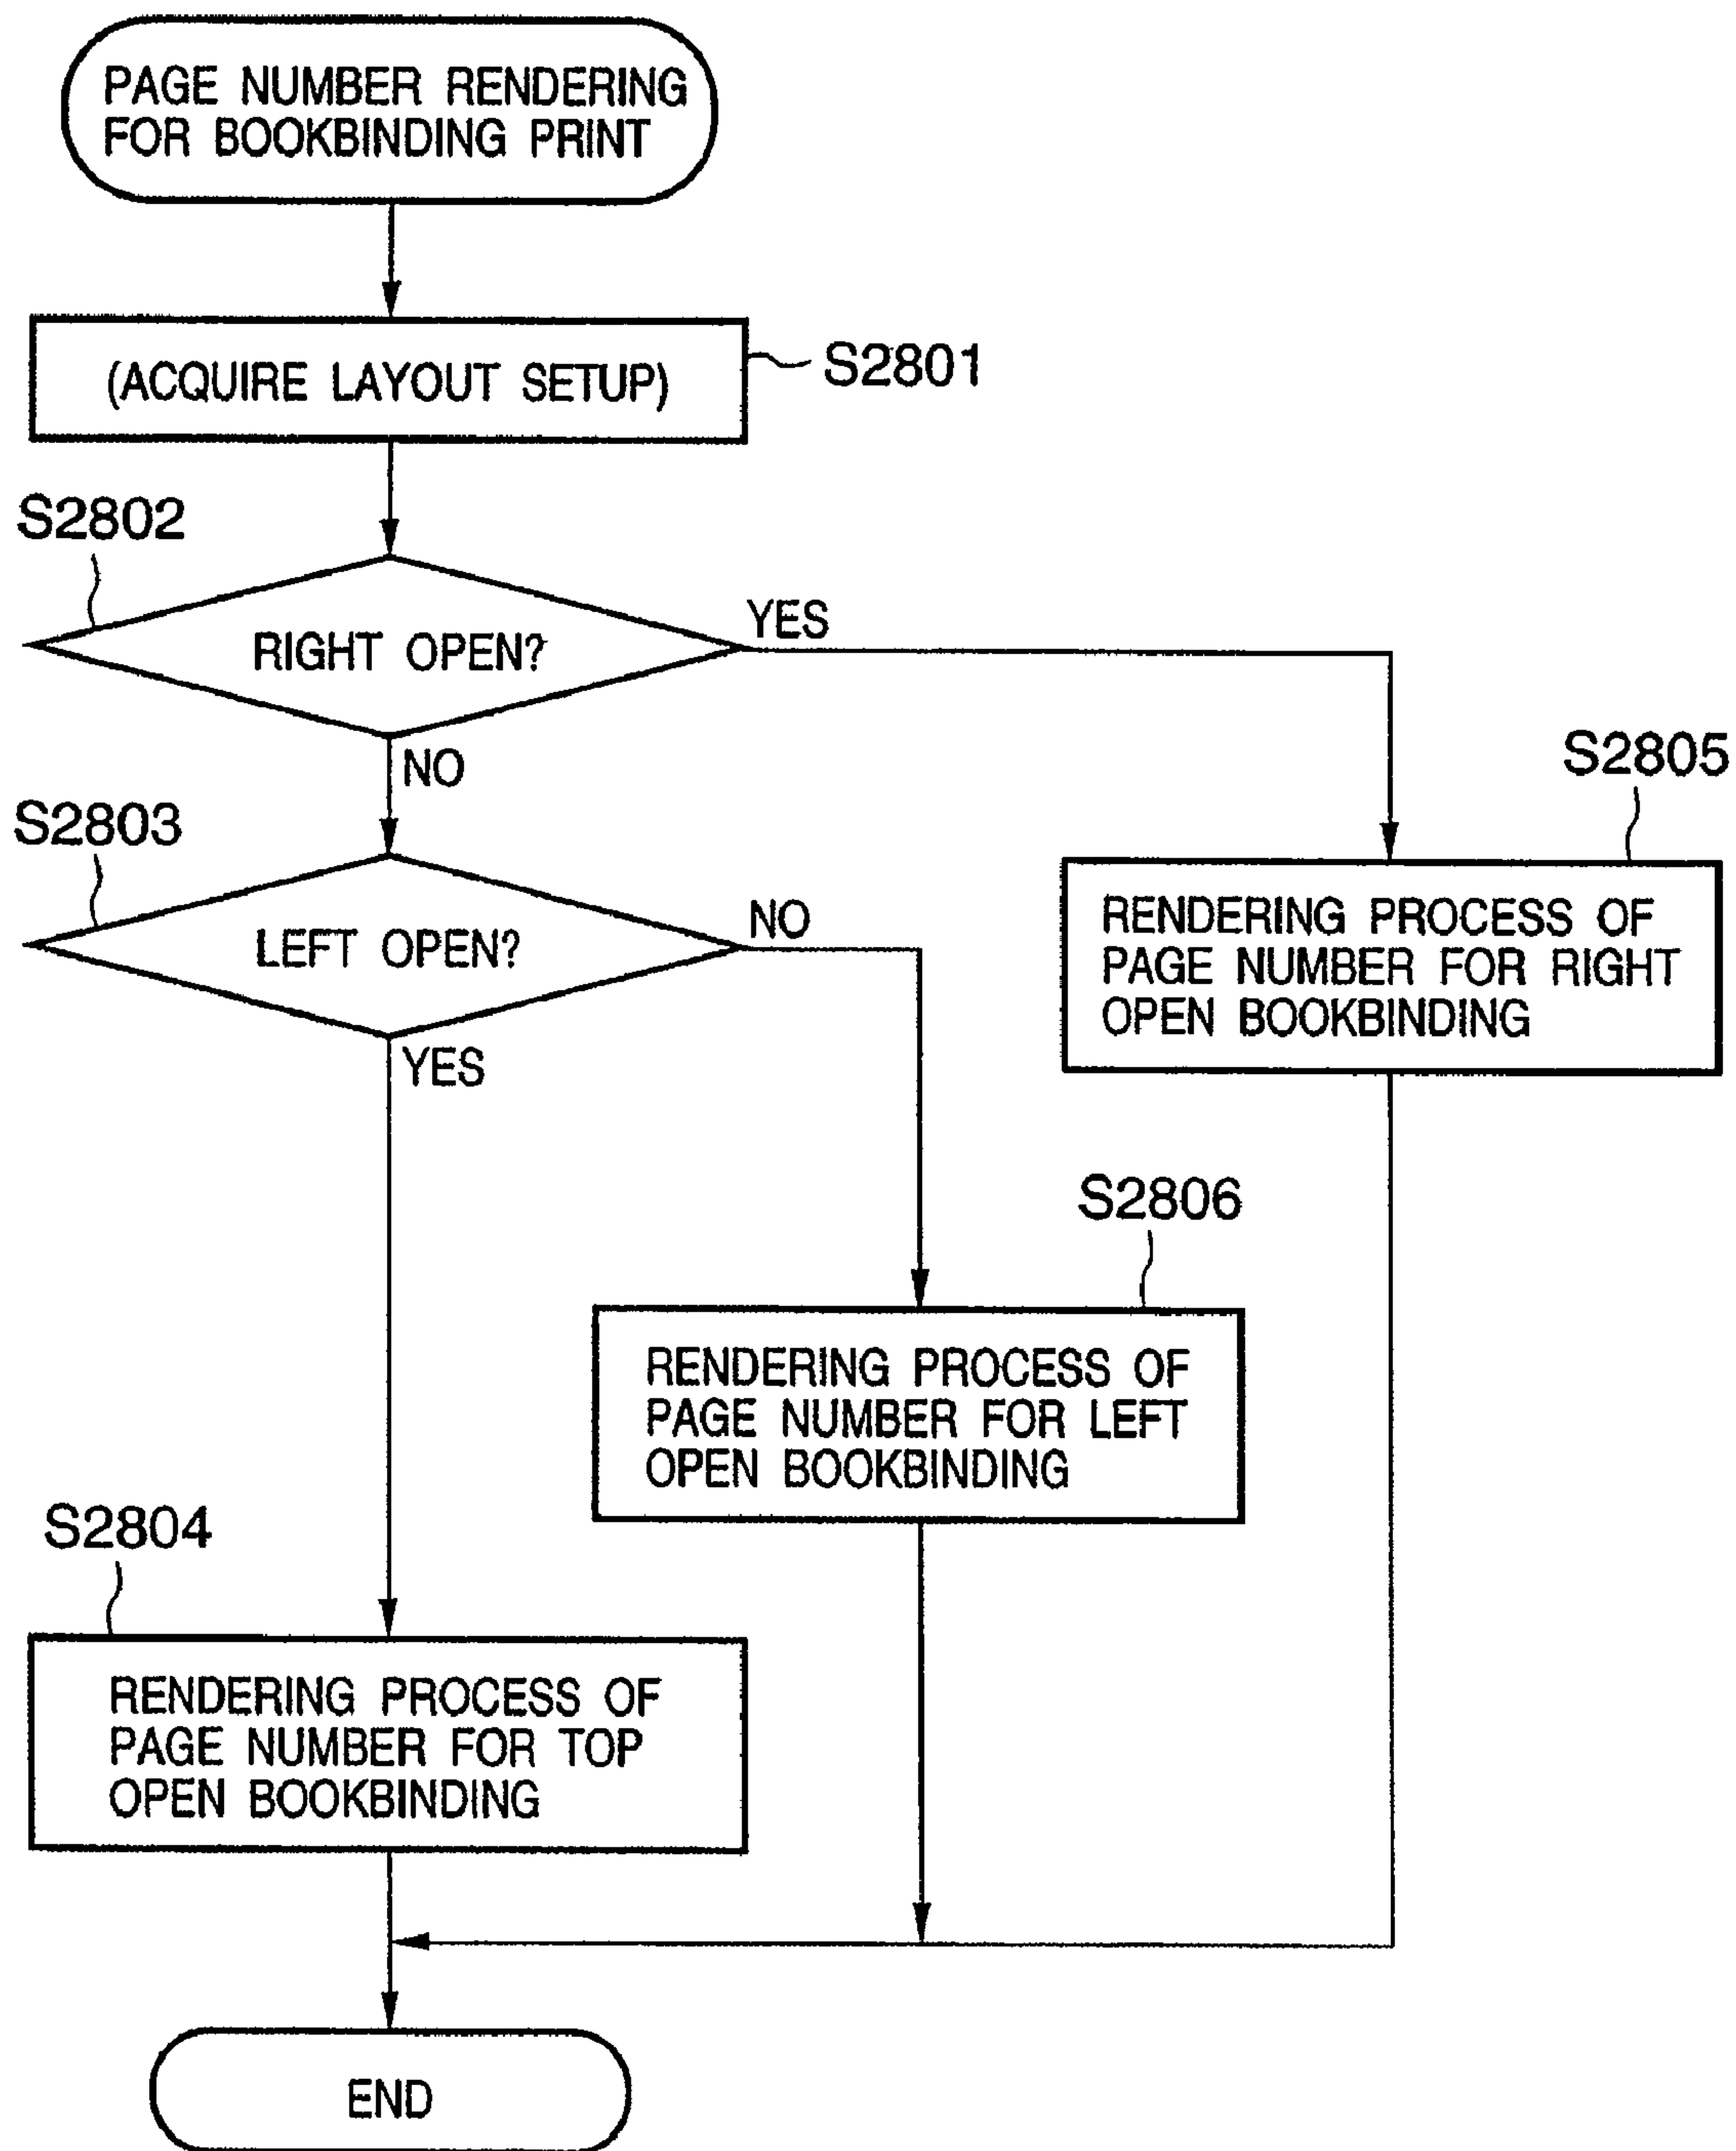 PAGE NUMBER RENDERING
FOR BOOKBINDING PRINT
(ACQUIRE LAYOUT SETUP)
S2801
S2802
RIGHT OPEN?
YES
NO
S2803
LEFT OPEN?
NO
YES
S2805
RENDERING PROCESS OF
PAGE NUMBER FOR RIGHT
OPEN BOOKBINDING
S2806
RENDERING PROCESS OF
PAGE NUMBER FOR LEFT
OPEN BOOKBINDING
S2804
RENDERING PROCESS OF
PAGE NUMBER FOR TOP
OPEN BOOKBINDING
END